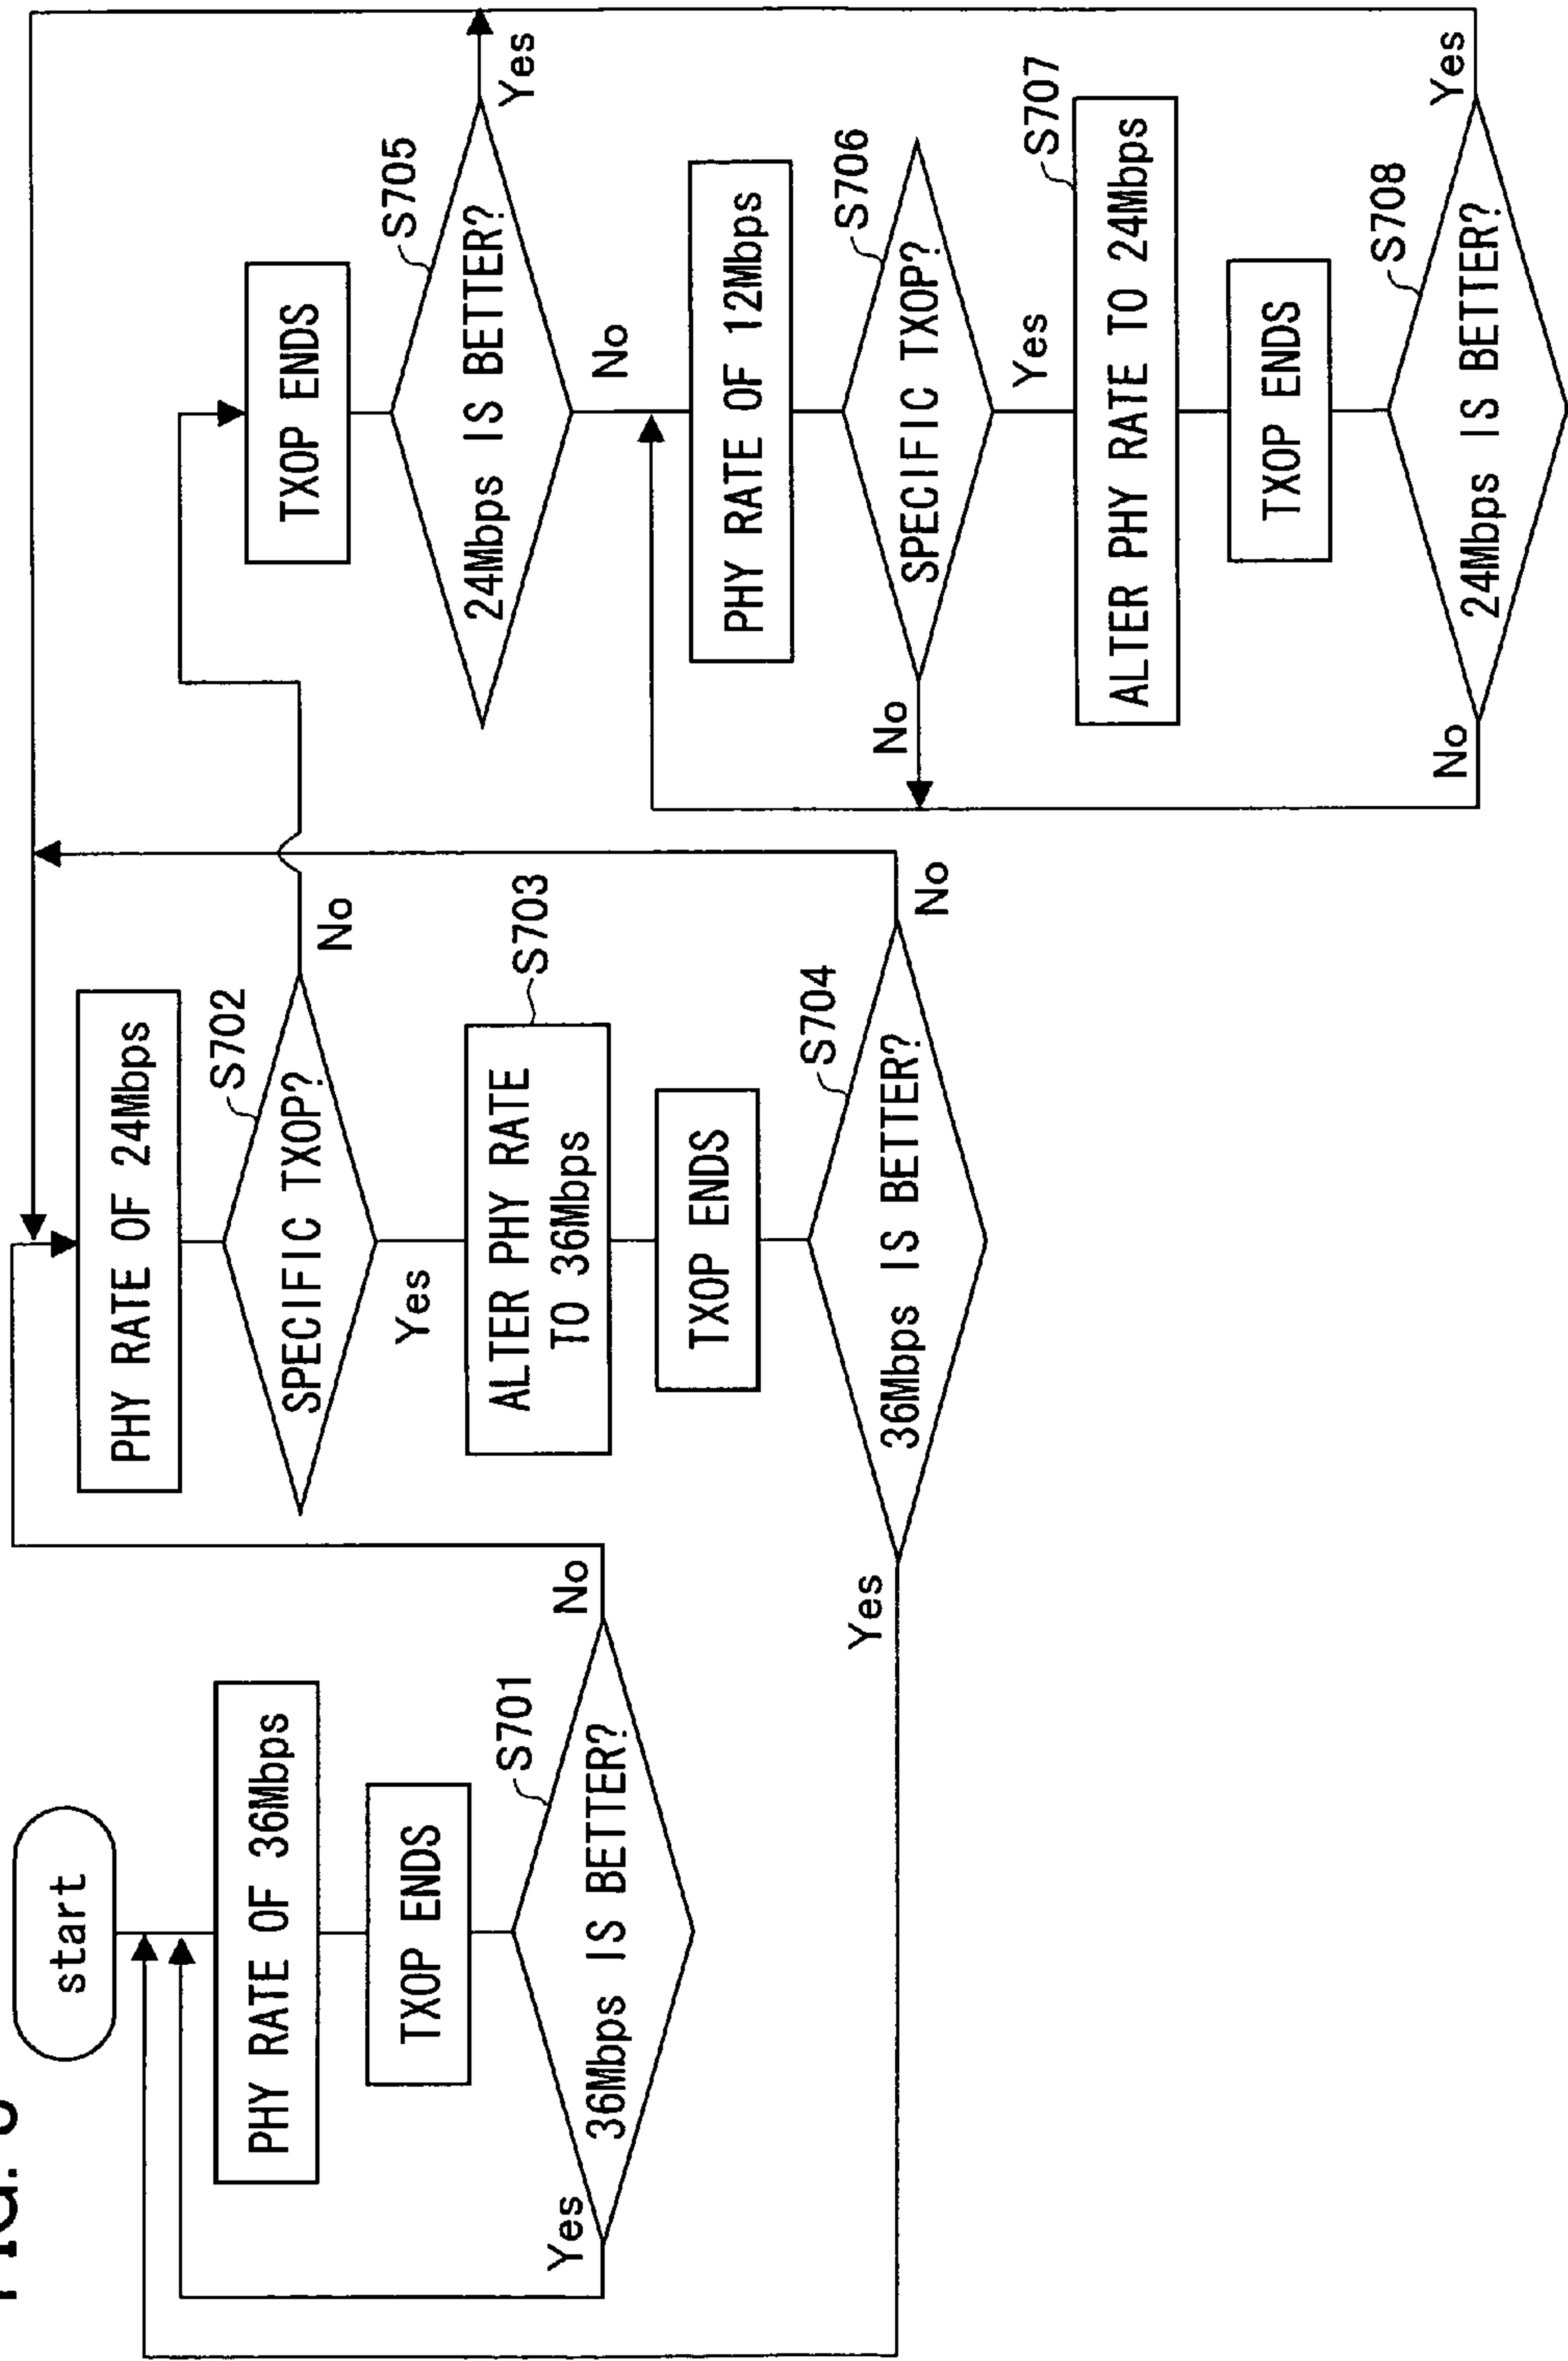 start
PHY RATE OF 36Mbps
TXOP ENDS
S701
36Mbps IS BETTER?
Yes
No
PHY RATE OF 24Mbps
S702
SPECIFIC TXOP?
No
Yes
S703
ALTER PHY RATE
TO 36Mbps
TXOP ENDS
S704
36Mbps IS BETTER?
Yes
No
TXOP ENDS
S705
24Mbps IS BETTER?
Yes
No
PHY RATE OF 12Mbps
S706
SPECIFIC TXOP?
No
Yes
S707
ALTER PHY RATE TO 24Mbps
TXOP ENDS
S708
24Mbps IS BETTER?
No
Yes